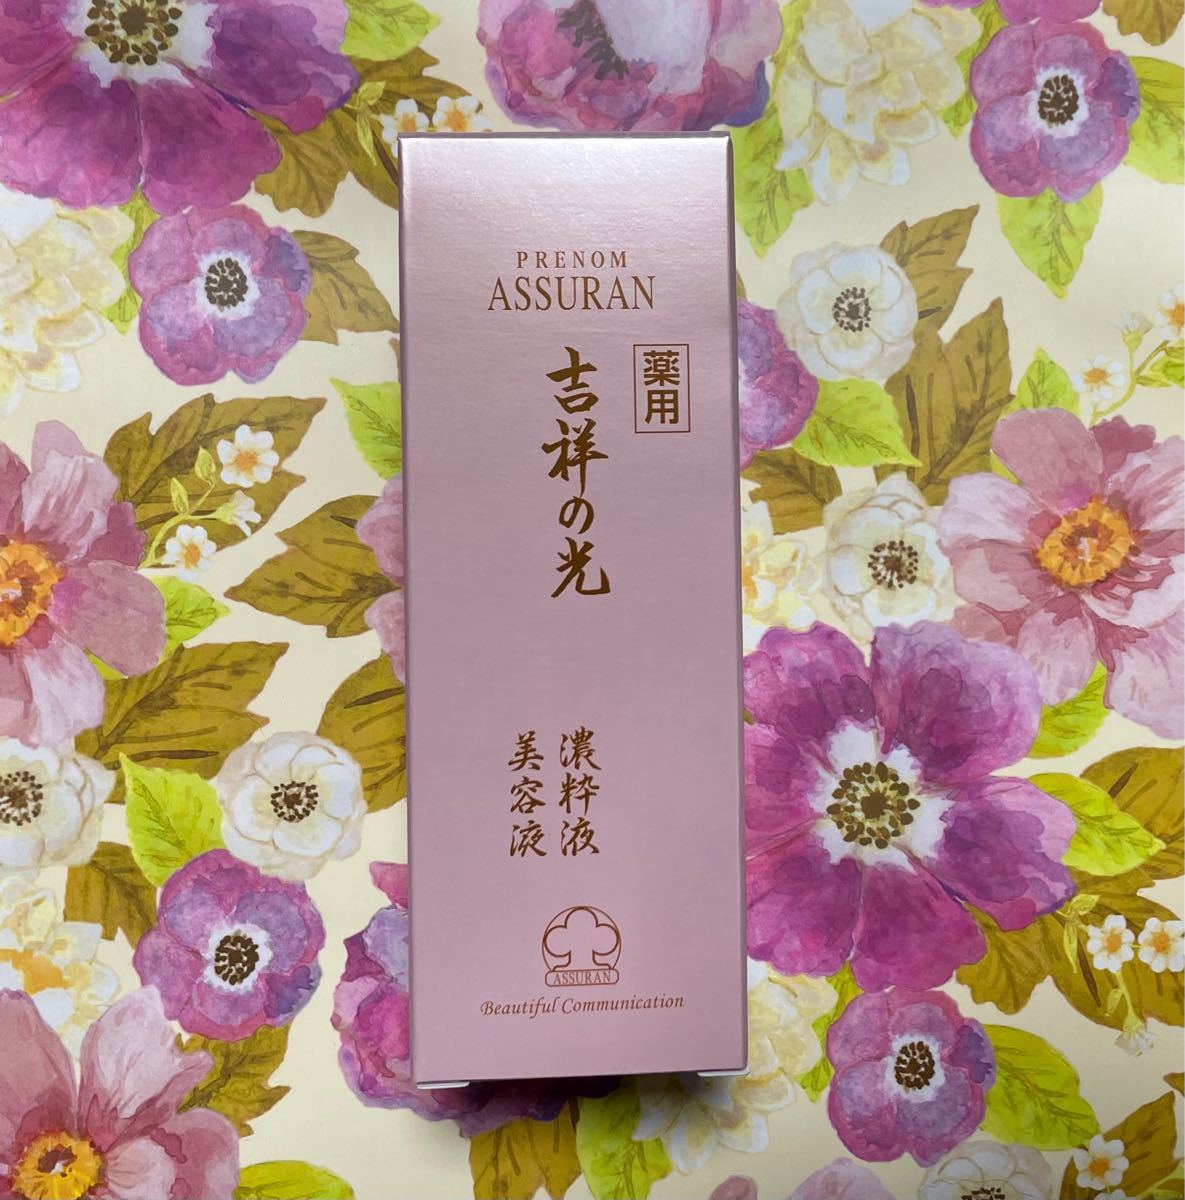 PRENOM
ASSURAN
薬用
吉祥の光
濃粋液
美容液
ASSURAN
Beautiful Communication